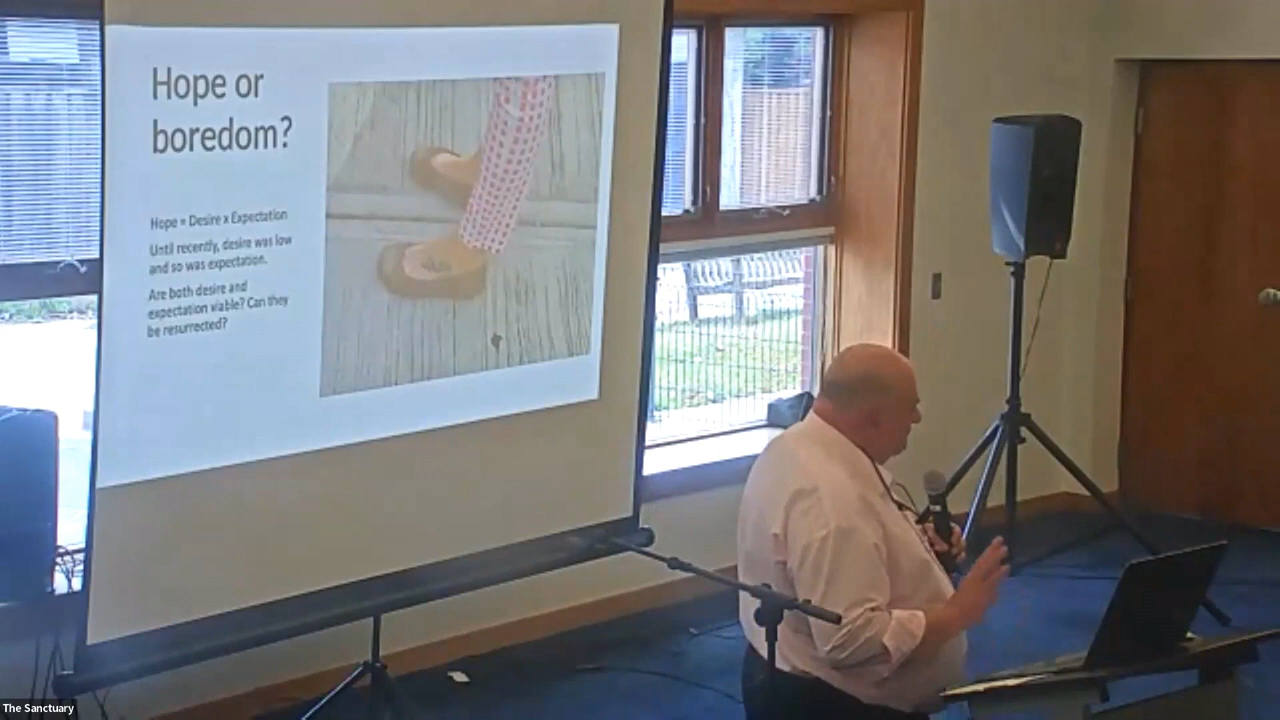 Hope or
boredom?
Hope = Desire x Expectation
Until recently, desire was low
and so was expectation.
Are both desire and
expectation viable? Can they
be resurrected?
The Sanctuary